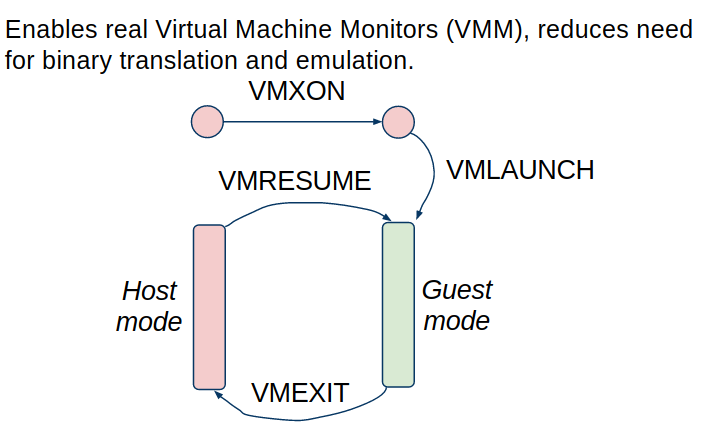 Enables real Virtual Machine Monitors (VMM), reduces need
for binary translation and emulation.
VMXON
VMLAUNCH
VMRESUME
Host
mode
Guest
mode
VMEXIT